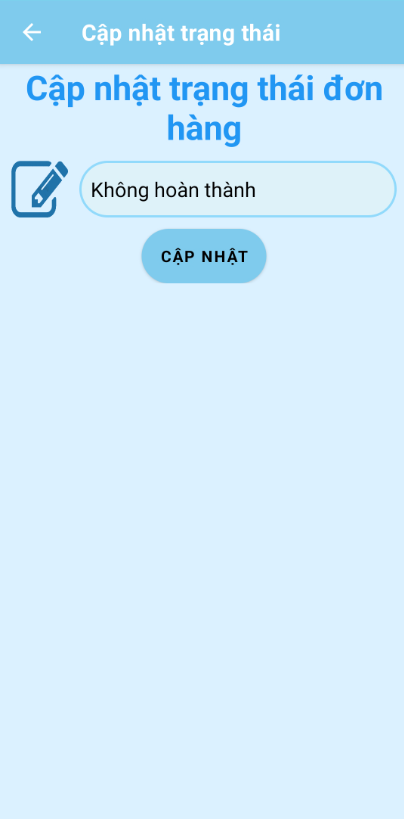 Cập nhật trạng thái
Cập nhật trạng thái đơn
hàng
Không hoàn thành
CẬP NHẬT